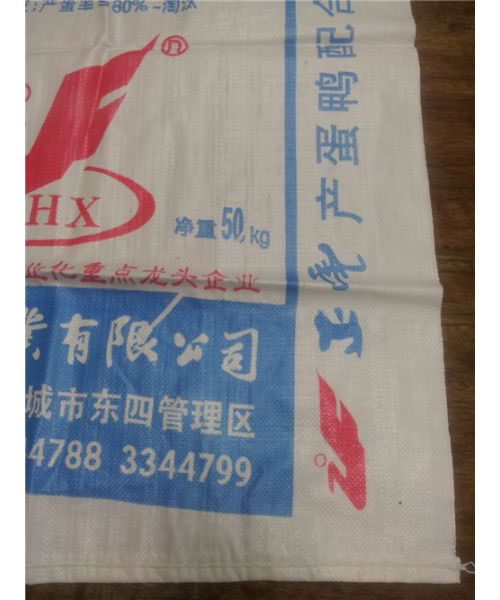 :产蛋率=80%-淘汰
HX
净重50kg
化重点龙头企业
業有限公司
城市东四管理区
4788 3344799
产蛋鸭配合